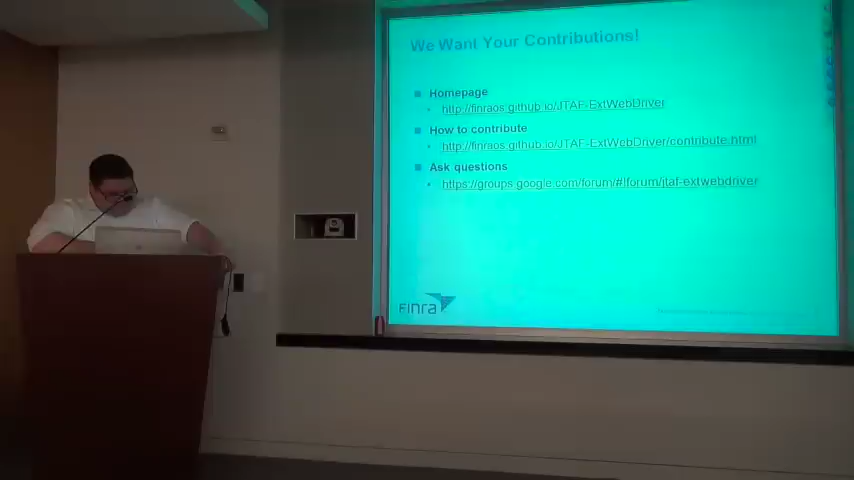 We Want Your Contributions!
Homepage
http://finraos.github.io/JTAF-ExtWebDriver
How to contribute
http://finraos.github.io/JTAF-ExtWebDriver/contribute.html
Ask questions
https://groups.google.com/forum/#!forum/jtaf-extwebdriver
Finra